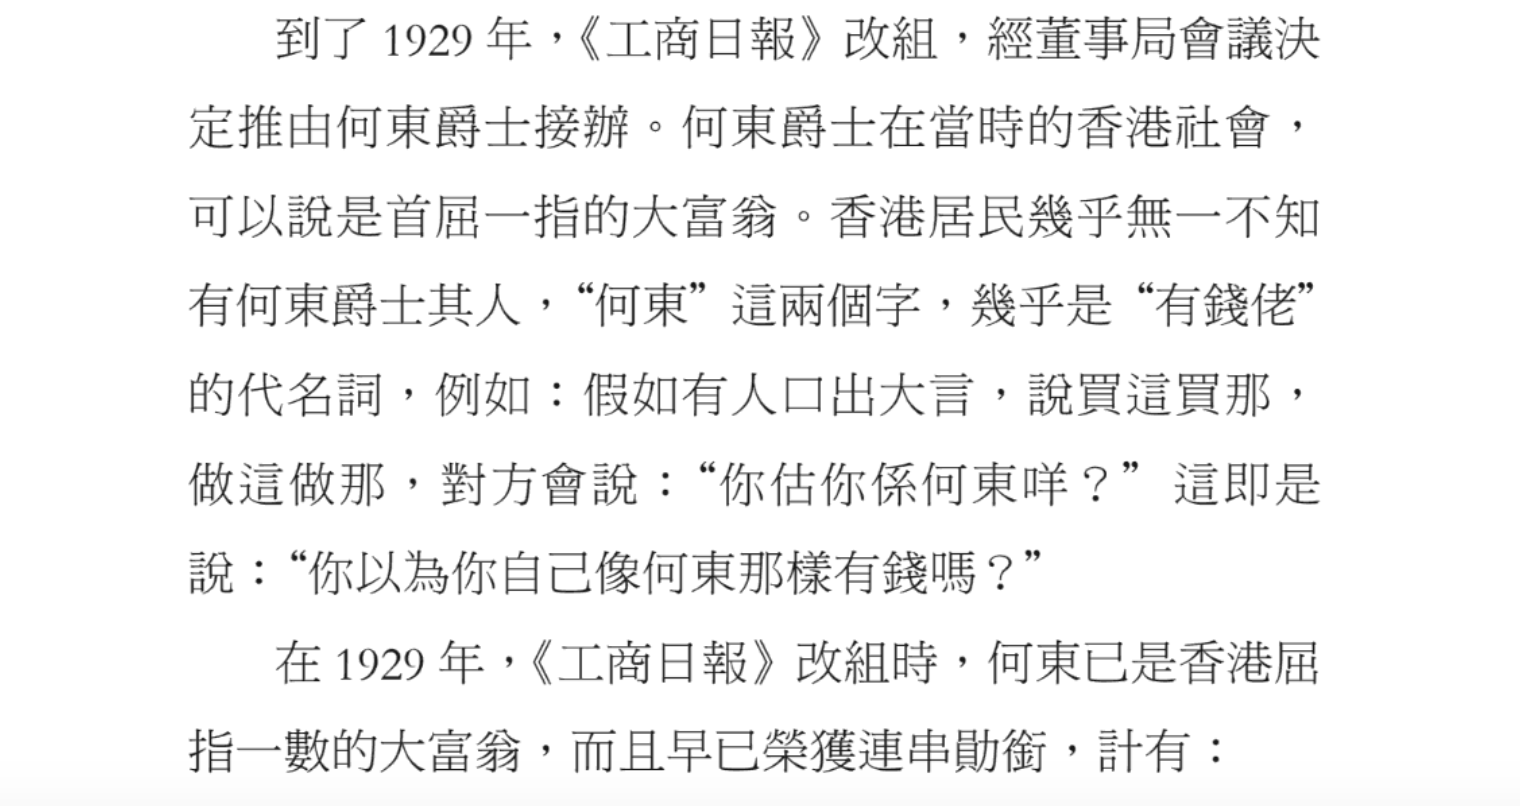 到了 1929 年，《工商日報》改組，經董事局會議決
定推由何東爵士接辦。何東爵士在當時的香港社會，
可以說是首屈一指的大富翁。香港居民幾乎無一不知
有何東爵士其人，“何東”這兩個字，幾乎是“有錢佬”
的代名詞，例如：假如有人口出大言，說買這買那，
做這做那，對方會說：“你估你係何東咩？”這即是
說：“你以為你自己像何東那樣有錢嗎？”
在 1929 年，《工商日報》改組時，何東已是香港屈
指一數的大富翁，而且早已榮獲連串勛銜，計有：